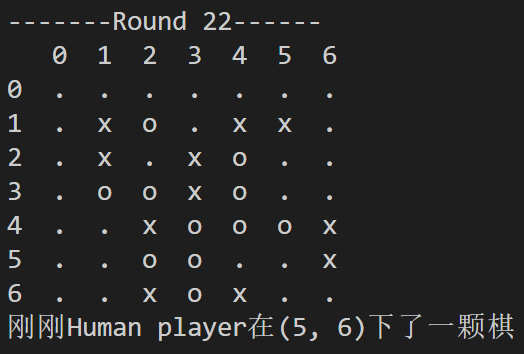 -------Round 22------
   0  1  2  3  4  5  6
0  .  .  .  .  .  .  .
1  .  x  o  .  x  x  .
2  .  x  .  x  o  .  .
3  .  o  o  x  o  .  .
4  .  .  x  o  o  o  x
5  .  .  o  o  .  .  x
6  .  .  x  o  x  .  .
刚刚Human player在(5, 6)下了一颗棋